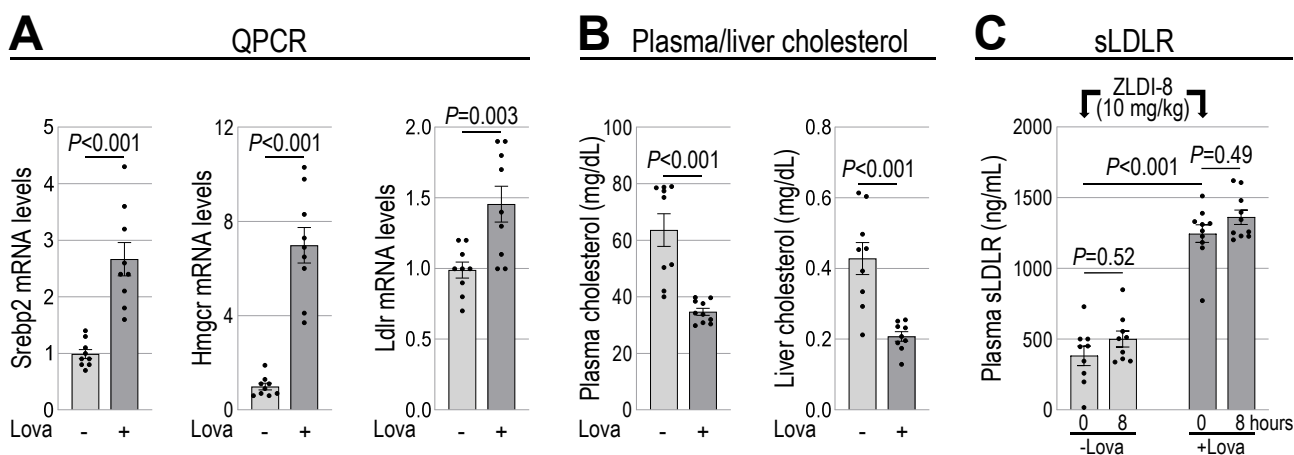 A QPCR
B Plasma/liver cholesterol
C sLDLR
Srebp2 mRNA levels
5
4
3
2
1
0
P<0.001
Lova - +
Hmgcr mRNA levels
12
8
4
0
P<0.001
- +
Ldlr mRNA levels
2.0
1.5
1.0
0.5
0.0
P=0.003
Lova - +
Plasma cholesterol (mg/dL)
100
80
60
40
20
0
P<0.001
Lova - +
Liver cholesterol (mg/dL)
0.8
0.6
0.4
0.2
0.0
P<0.001
Lova - +
ZLDI-8
(10 mg/kg)
Plasma sLDLR (ng/mL)
2000
1500
1000
500
0
P<0.001
P=0.49
P=0.52
0 8 0 8 hours
-Lova +Lova